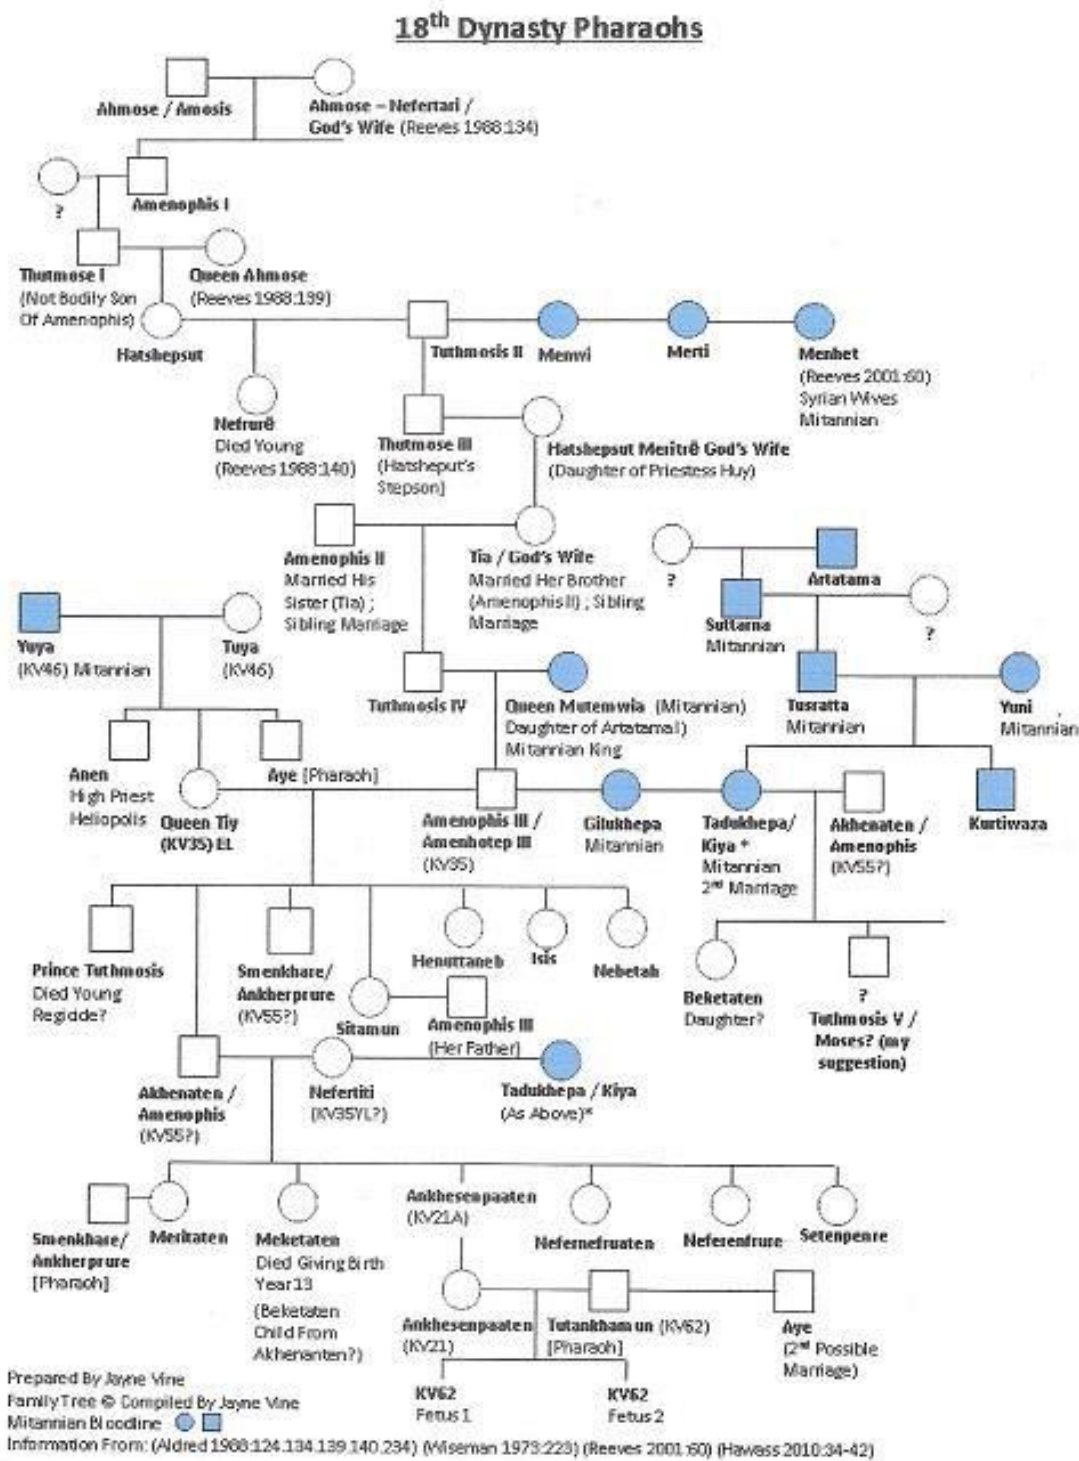 18th Dynasty Pharaohs
Ahmose / Amosis
Ahmose – Nefertari /
God's Wife (Reeves 1988:134)
?
Amenophis I
Thutmose I
(Not Bodily Son
Of Amenophis)
Queen Ahmose
(Reeves 1988:139)
Hatshepsut
Tuthmosis II
Menwi
Merti
Menhet
(Reeves 2001:60)
Syrian Wives
Mitannian
Nefrurē
Died Young
(Reeves 1988:140)
Thutmose III
(Hatsheput's
Stepson]
Hatshepsut Meritrē God's Wife
(Daughter of Priestess Huy)
Amenophis II
Married His
Sister (Tia) ;
Sibling Marriage
Tia / God's Wife
Married Her Brother
(Amenophis II) ; Sibling
Marriage
?
Artatama
Suttarna
Mitannian
?
Yuya
(KV46) Mitannian
Tuya
(KV46)
Tuthmosis IV
Queen Mutemwia (Mitannian)
Daughter of ArtatamaI)
Mitannian King
Tusratta
Mitannian
Yuni
Mitannian
Anen
High Priest
Heliopolis
Queen Tiy
(KV35) EL
Aye [Pharaoh]
Amenophis III /
Amenhotep III
(KV35)
Gilukhepa
Mitannian
Tadukhepa/
Kiya *
Mitannian
2nd Marriage
Akhenaten /
Amenophis
(KV55?)
Kurtiwaza
Prince Tuthmosis
Died Young
Regicide?
Smenkhare/
Ankherprure
(KV55?)
Sitamun
Henuttaneb
Isis
Nebetah
Amenophis III
(Her Father]
Beketaten
Daughter?
?
Tuthmosis V /
Moses? (my
suggestion)
Akhenaten /
Amenophis
(KV55?)
Nefertiti
(KV35YL?)
Tadukhepa / Kiya
(As Above)*
Smenkhare/
Ankherprure
[Pharaoh]
Meritaten
Meketaten
Died Giving Birth
Year 13
(Beketaten
Child From
Akhenanten?)
Ankhesenpaaten
(KV21A)
Nefernefruaten
Neferenfrure
Setenpenre
Ankhesenpaaten
(KV21)
Tutankhamun (KV62)
[Pharaoh]
Aye
(2nd Possible
Marriage)
KV62
Fetus 1
KV62
Fetus 2
Prepared By Jayne Vine
Family Tree © Compiled By Jayne Vine
Mitannian Bloodline
Information From: (Aldred 1988:124.134.139.140.234) (Wiseman 1973:223) (Reeves 2001:60) (Hawass 2010:34-42)